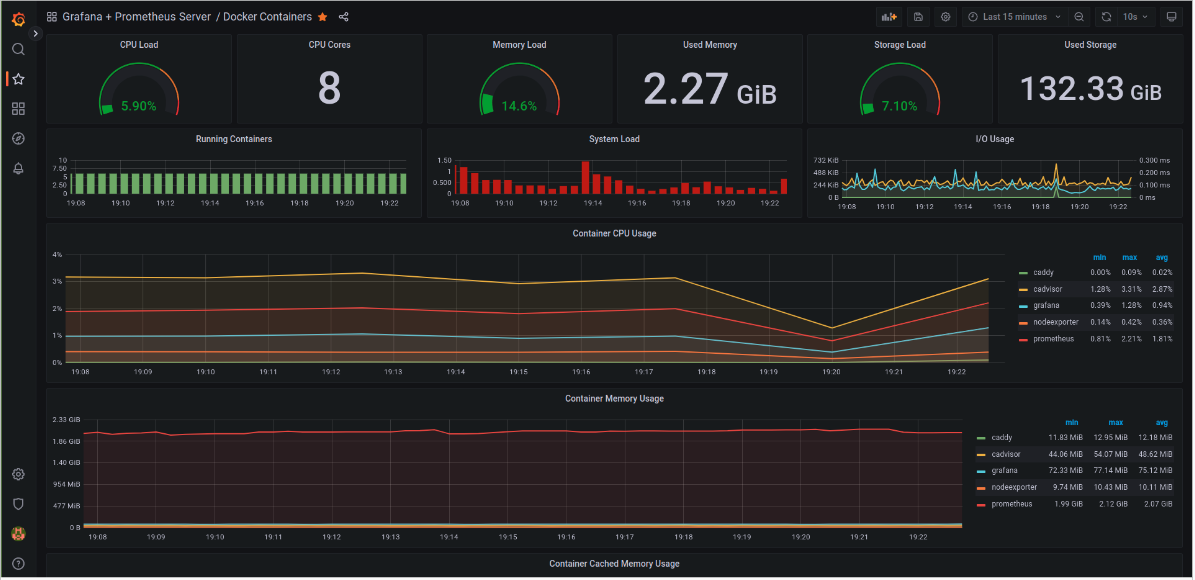 Grafana + Prometheus Server / Docker Containers
Last 15 minutes
10s
CPU Load
CPU Cores
Memory Load
Used Memory
Storage Load
Used Storage
5.90%
8
14.6%
2.27 GiB
7.10%
132.33 GiB
Running Containers
10
7.50
5
2.50
0
19:08 19:10 19:12 19:14 19:16 19:18 19:20 19:22
System Load
1.50
1
0.500
0
19:08 19:10 19:12 19:14 19:16 19:18 19:20 19:22
I/O Usage
732 KiB 0.300 ms
488 KiB 0.200 ms
244 KiB 0.100 ms
0 B 0 ms
19:08 19:10 19:12 19:14 19:16 19:18 19:20 19:22
Container CPU Usage
4%
3%
2%
1%
0%
19:08 19:09 19:10 19:11 19:12 19:13 19:14 19:15 19:16 19:17 19:18 19:19 19:20 19:21 19:22
min max avg
caddy 0.00% 0.09% 0.02%
cadvisor 1.28% 3.31% 2.87%
grafana 0.39% 1.28% 0.94%
nodeexporter 0.14% 0.42% 0.36%
prometheus 0.81% 2.21% 1.81%
Container Memory Usage
2.33 GiB
1.86 GiB
1.40 GiB
954 MiB
477 MiB
0 B
19:08 19:09 19:10 19:11 19:12 19:13 19:14 19:15 19:16 19:17 19:18 19:19 19:20 19:21 19:22
min max avg
caddy 11.83 MiB 12.95 MiB 12.18 MiB
cadvisor 44.06 MiB 54.07 MiB 48.62 MiB
grafana 72.33 MiB 77.14 MiB 75.12 MiB
nodeexporter 9.74 MiB 10.43 MiB 10.11 MiB
prometheus 1.99 GiB 2.12 GiB 2.07 GiB
Container Cached Memory Usage